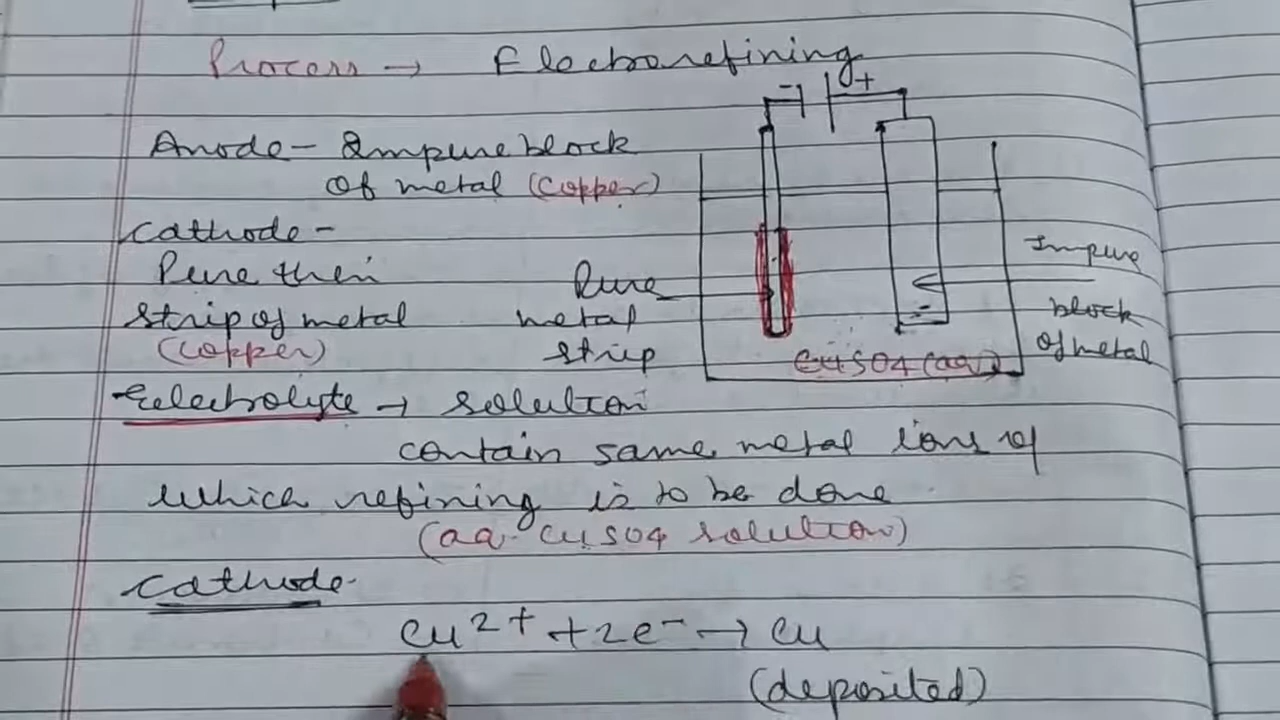 Process → Electrorefining
- +
Anode - Impure block
of metal (copper)
Cathode -
Pure thin
strip of metal
(copper)
Pure
metal
strip
Impure
block
of metal
CuSO4 (aq)
Electrolyte → solution
contain same metal ions of
which refining is to be done
(aq. CuSO4 solution)
Cathode-
Cu2+ + 2e- → Cu
(deposited)